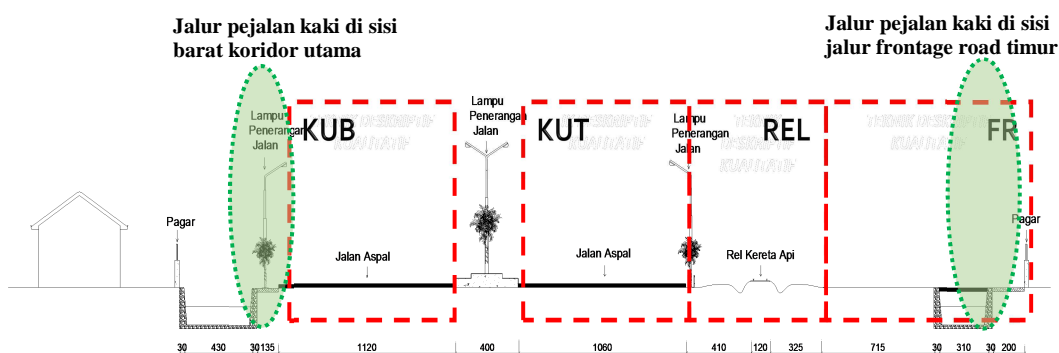 Jalur pejalan kaki di sisi
barat koridor utama
Jalur pejalan kaki di sisi
jalur frontage road timur
Lampu
Penerangan
Jalan
KUB
Lampu
Penerangan
Jalan
KUT
Lampu
Penerangan
Jalan
REL
FR
Pagar
Jalan Aspal
Jalan Aspal
Rel Kereta Api
Pagar
30 430 30 135 1120 400 1060 410 120 325 715 30 310 30 200